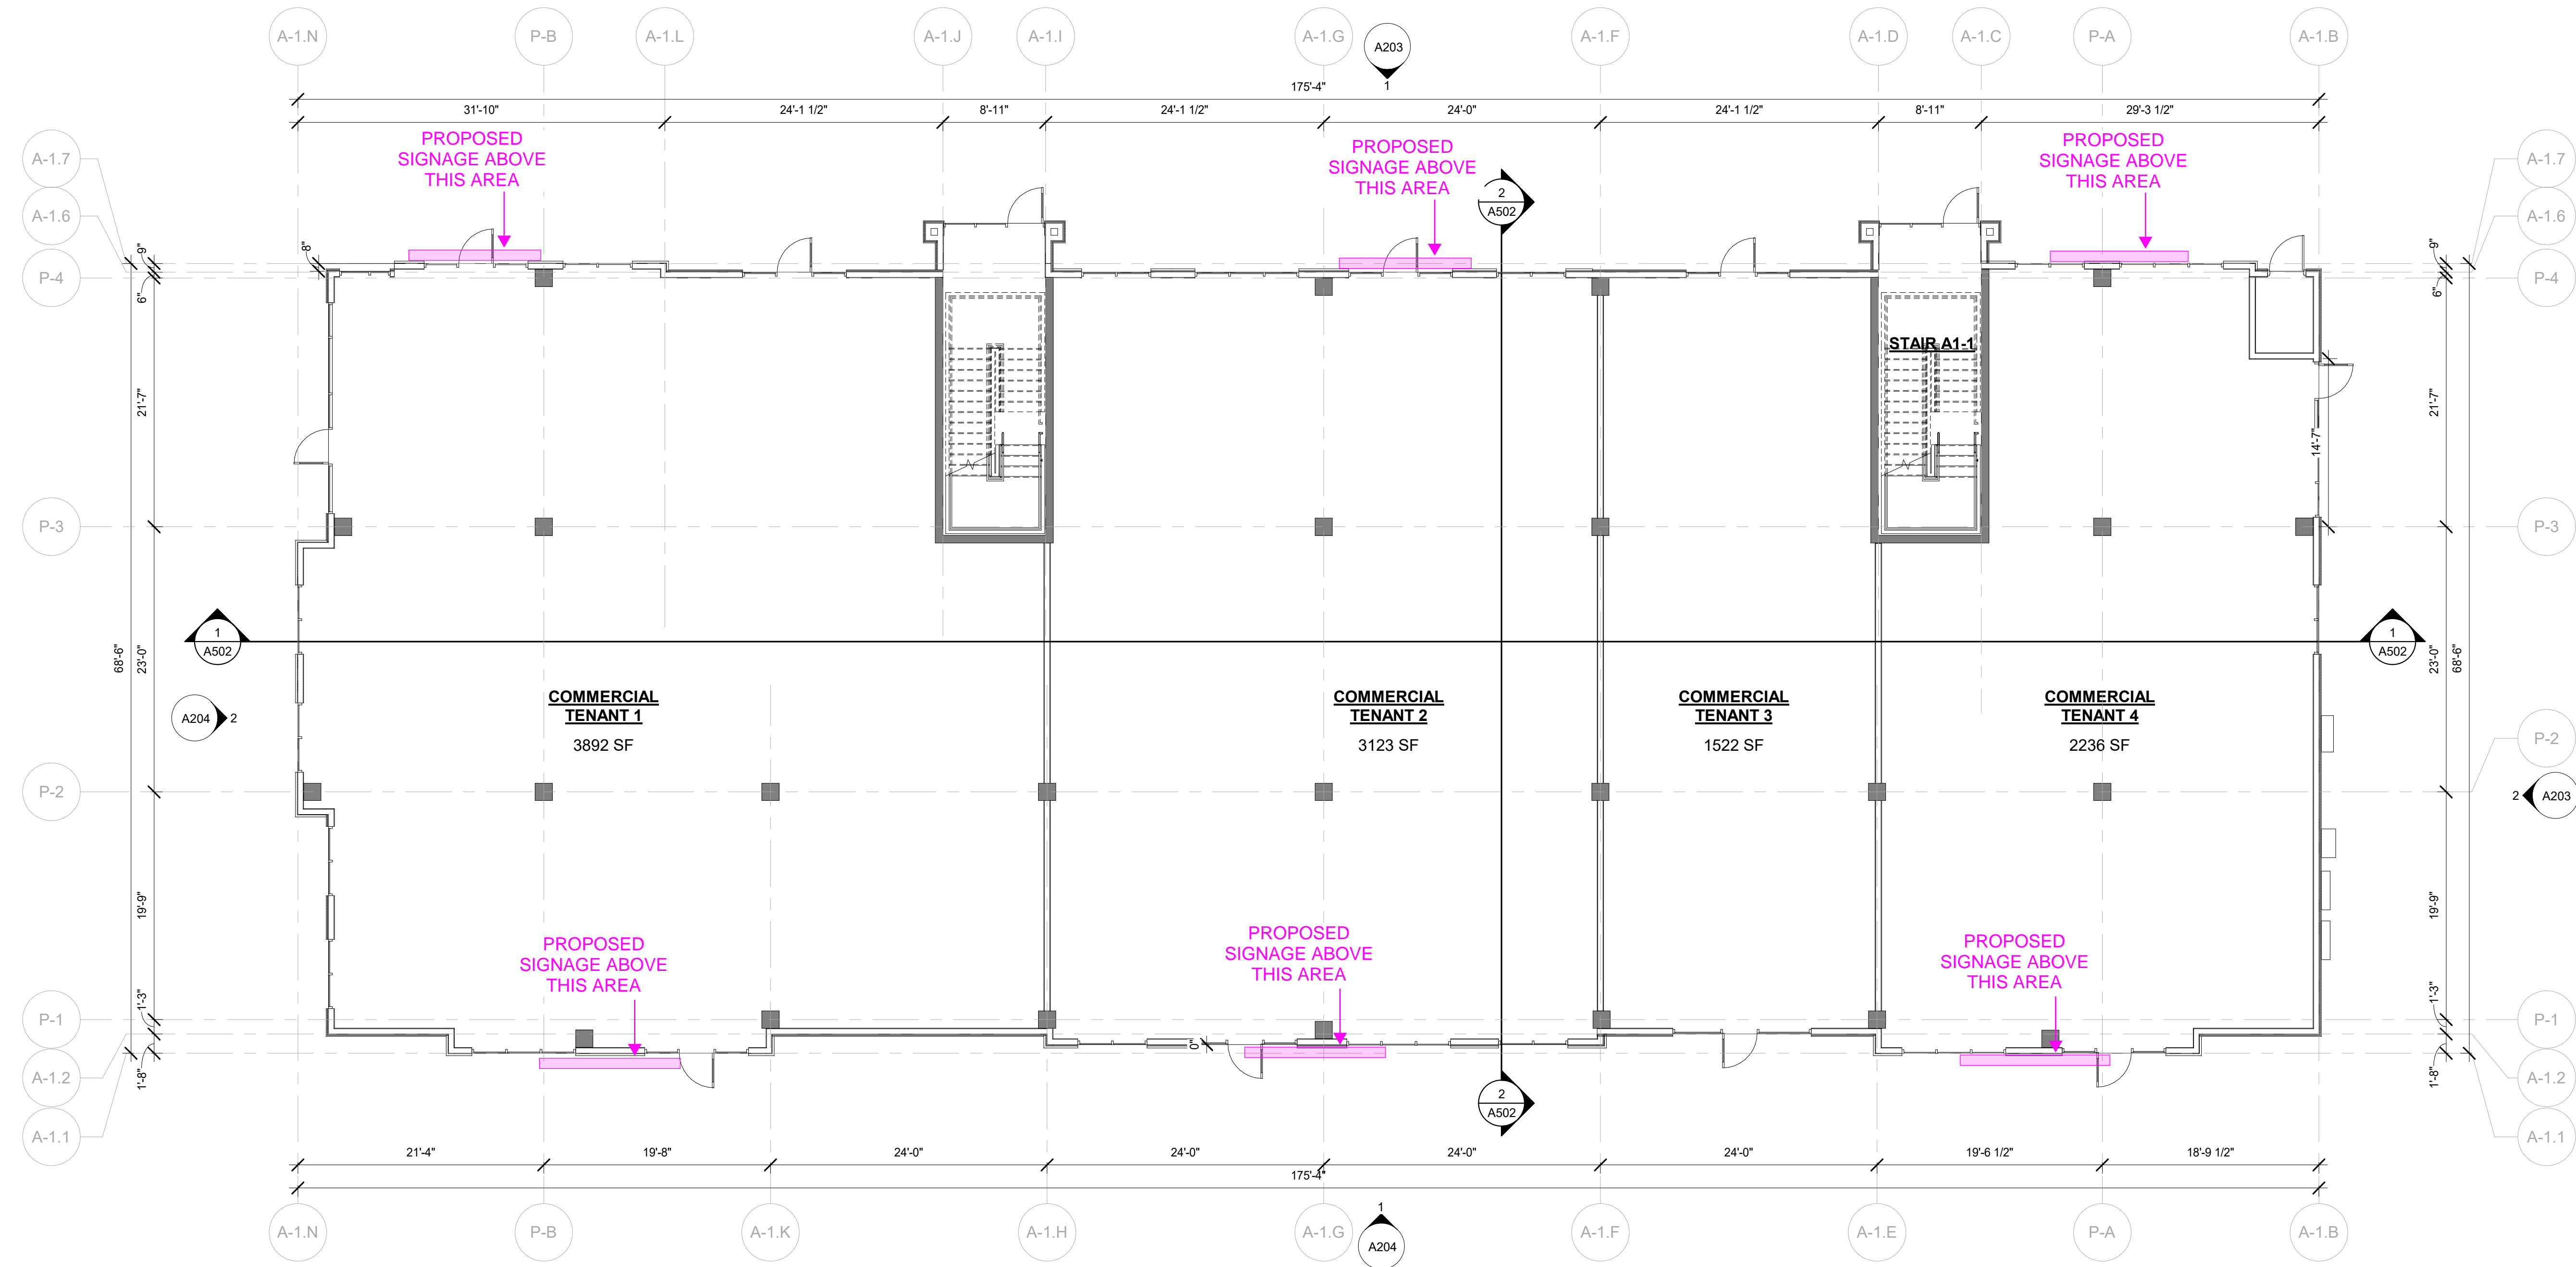 A-1.N
P-B
A-1.L
A-1.J
A-1.I
A-1.G
A203
1
A-1.F
A-1.D
A-1.C
P-A
A-1.B
175'-4"
31'-10"
24'-1 1/2"
8'-11"
24'-1 1/2"
24'-0"
24'-1 1/2"
8'-11"
29'-3 1/2"
PROPOSED
SIGNAGE ABOVE
THIS AREA
PROPOSED
SIGNAGE ABOVE
THIS AREA
PROPOSED
SIGNAGE ABOVE
THIS AREA
A-1.7
A-1.6
P-4
P-3
P-2
P-1
A-1.2
A-1.1
9"
6"
8"
21'-7"
68'-6"
23'-0"
19'-9"
1'-3"
1'-8"
2
A502
STAIR A1-1
14'-7"
1
A502
1
A502
A204
2
COMMERCIAL
TENANT 1
3892 SF
COMMERCIAL
TENANT 2
3123 SF
COMMERCIAL
TENANT 3
1522 SF
COMMERCIAL
TENANT 4
2236 SF
2
A203
PROPOSED
SIGNAGE ABOVE
THIS AREA
PROPOSED
SIGNAGE ABOVE
THIS AREA
PROPOSED
SIGNAGE ABOVE
THIS AREA
0"
2
A502
A-1.7
A-1.6
P-4
P-3
P-2
P-1
A-1.2
A-1.1
9"
6"
21'-7"
23'-0"
68'-6"
19'-9"
1'-3"
1'-8"
21'-4"
19'-8"
24'-0"
24'-0"
24'-0"
24'-0"
19'-6 1/2"
18'-9 1/2"
175'-4"
A-1.N
P-B
A-1.K
A-1.H
A-1.G
1
A204
A-1.F
A-1.E
P-A
A-1.B